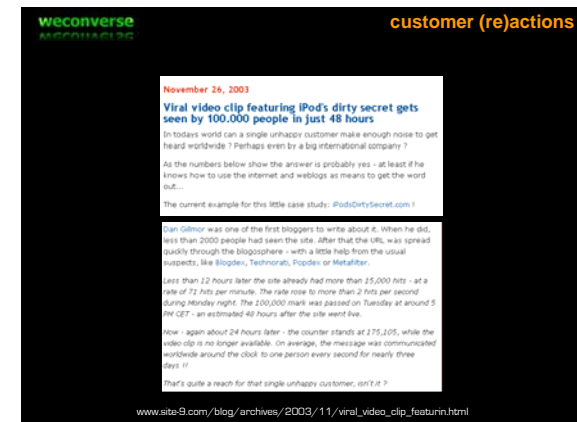 weconverse
customer (re)actions
November 26, 2003
Viral video clip featuring iPod's dirty secret gets
seen by 100.000 people in just 48 hours
In todays world can a single unhappy customer make enough noise to get
heard worldwide ? Perhaps even by a big international company ?
As the numbers below show the answer is probably yes - at least if he
knows how to use the internet and weblogs as means to get the word
out...
The current example for this little case study: iPodsDirtySecret.com !
Dan Gillmor was one of the first bloggers to write about it. When he did,
less than 2000 people had seen the site. After that the URL was spread
quickly through the blogosphere - with a little help from the usual
suspects, like Blogdex, Technorati, Popdex or Metafilter.
Less than 12 hours later the site already had more than 15,000 hits - at a
rate of 71 hits per minute. The rate rose to more than 2 hits per second
during Monday night. The 100,000 mark was passed on Tuesday at around 5
PM CET - an estimated 48 hours after the site went live.
Now - again about 24 hours later - the counter stands at 175,105, while the
video clip is no longer available. On average, the message was communicated
worldwide around the clock to one person every second for nearly three
days !!
That's quite a reach for that single unhappy customer, isn't it ?
www.site-9.com/blog/archives/2003/11/viral_video_clip_featurin.html